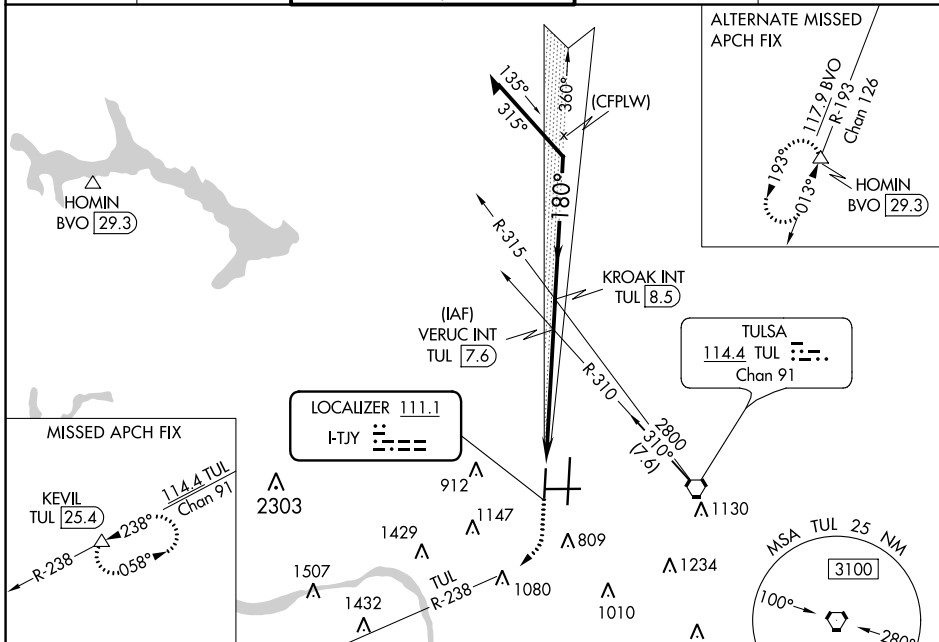 ALTERNATE MISSED
APCH FIX
117.9 BVO
R-193
Chan 126
193°
013°
HOMIN
BVO 29.3
HOMIN
BVO 29.3
135°
315°
360°
(CFPLW)
180°
R-315
KROAK INT
TUL 8.5
(IAF)
VERUC INT
TUL 7.6
R-310
2800
310°
(7.6)
TULSA
114.4 TUL
Chan 91
LOCALIZER 111.1
I-TJY
MISSED APCH FIX
KEVIL
TUL 25.4
114.4 TUL
Chan 91
238°
058°
R-238
2303
912
1147
1429
1507
1432
TUL
R-238
1080
809
1130
1234
1010
MSA TUL 25 NM
3100
100°
280°